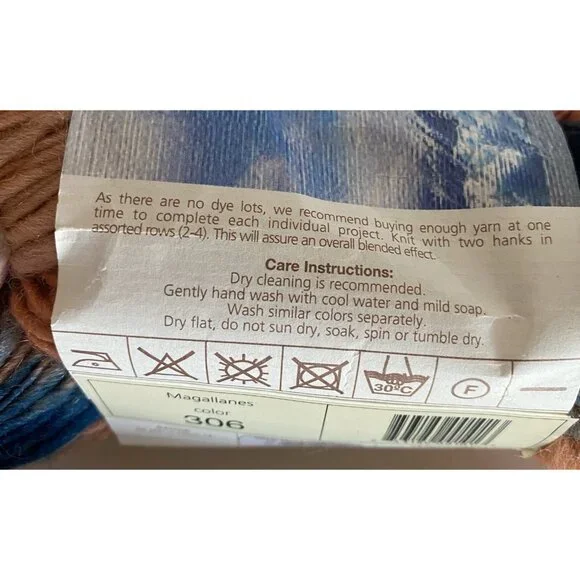 As there are no dye lots, we recommend buying enough yarn at one
time to complete each individual project. Knit with two hanks in
assorted rows (2-4). This will assure an overall blended effect.
Care Instructions:
Dry cleaning is recommended.
Gently hand wash with cool water and mild soap.
Wash similar colors separately.
Dry flat, do not sun dry, soak, spin or tumble dry.
30ºC
F
Magallanes
color
306